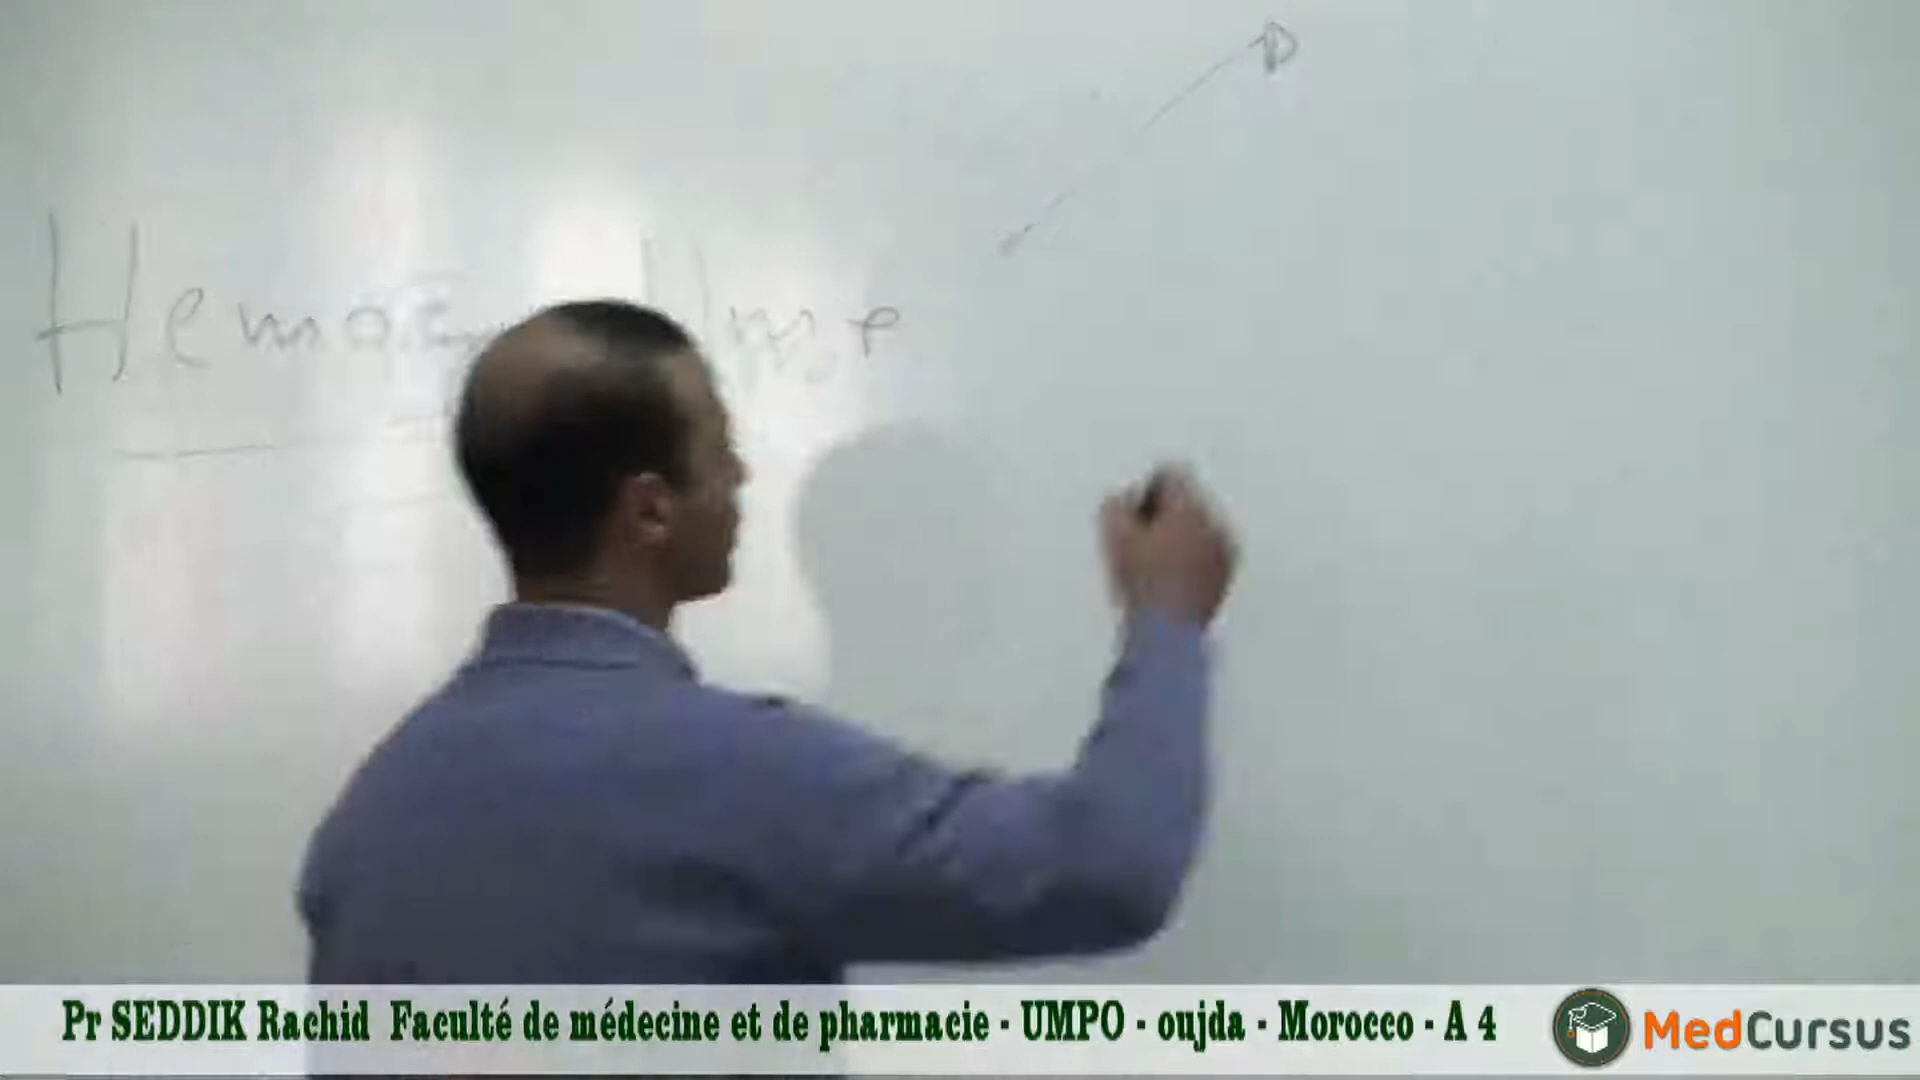 Pr SEDDIK Rachid Faculté de médecine et de pharmacie - UMPO - oujda - Morocco - A 4
MedCursus